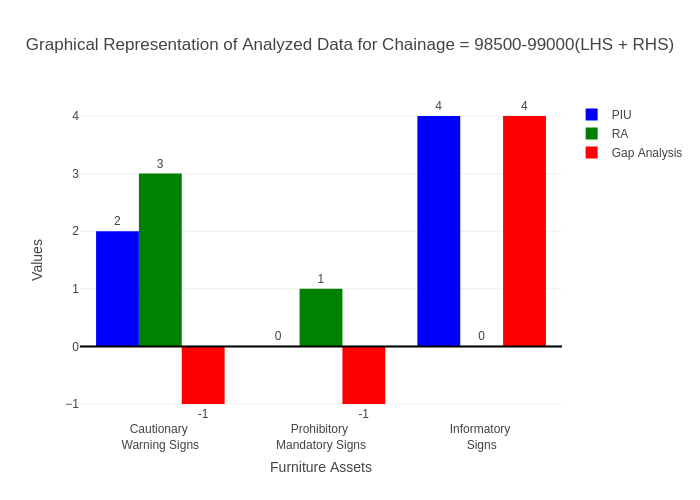 Graphical Representation of Analyzed Data for Chainage = 98500-99000(LHS + RHS)
PIU
RA
Gap Analysis
Values
4
3
2
1
0
−1
2
3
-1
0
1
-1
4
0
4
Cautionary
Warning Signs
Prohibitory
Mandatory Signs
Informatory
Signs
Furniture Assets